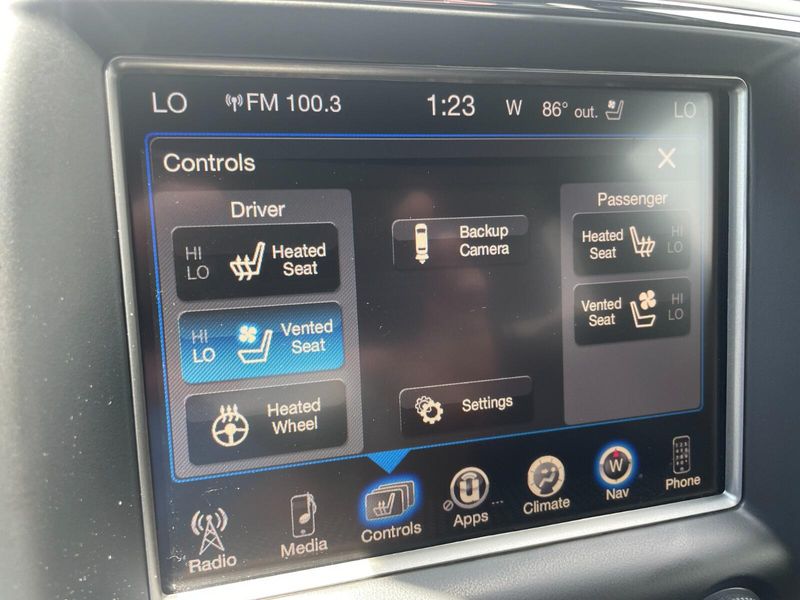 LO FM 100.3 1:23 W 86° out. LO
Controls X
Driver
HI
LO
Heated
Seat
HI
LO
Vented
Seat
Heated
Wheel
Backup
Camera
Settings
Passenger
Heated
Seat
HI
LO
Vented
Seat
HI
LO
Radio
Media
Controls
Apps
Climate
W
Nav
Phone